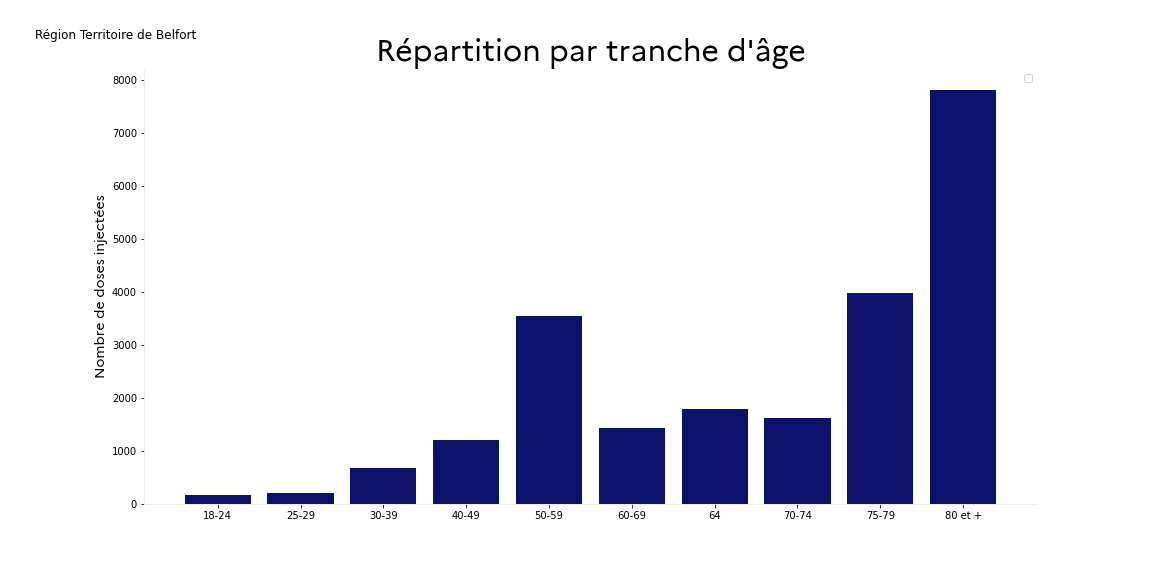 Région Territoire de Belfort
Répartition par tranche d'âge
Nombre de doses injectées
8000
7000
6000
5000
4000
3000
2000
1000
0
18-24 25-29 30-39 40-49 50-59 60-69 64 70-74 75-79 80 et +